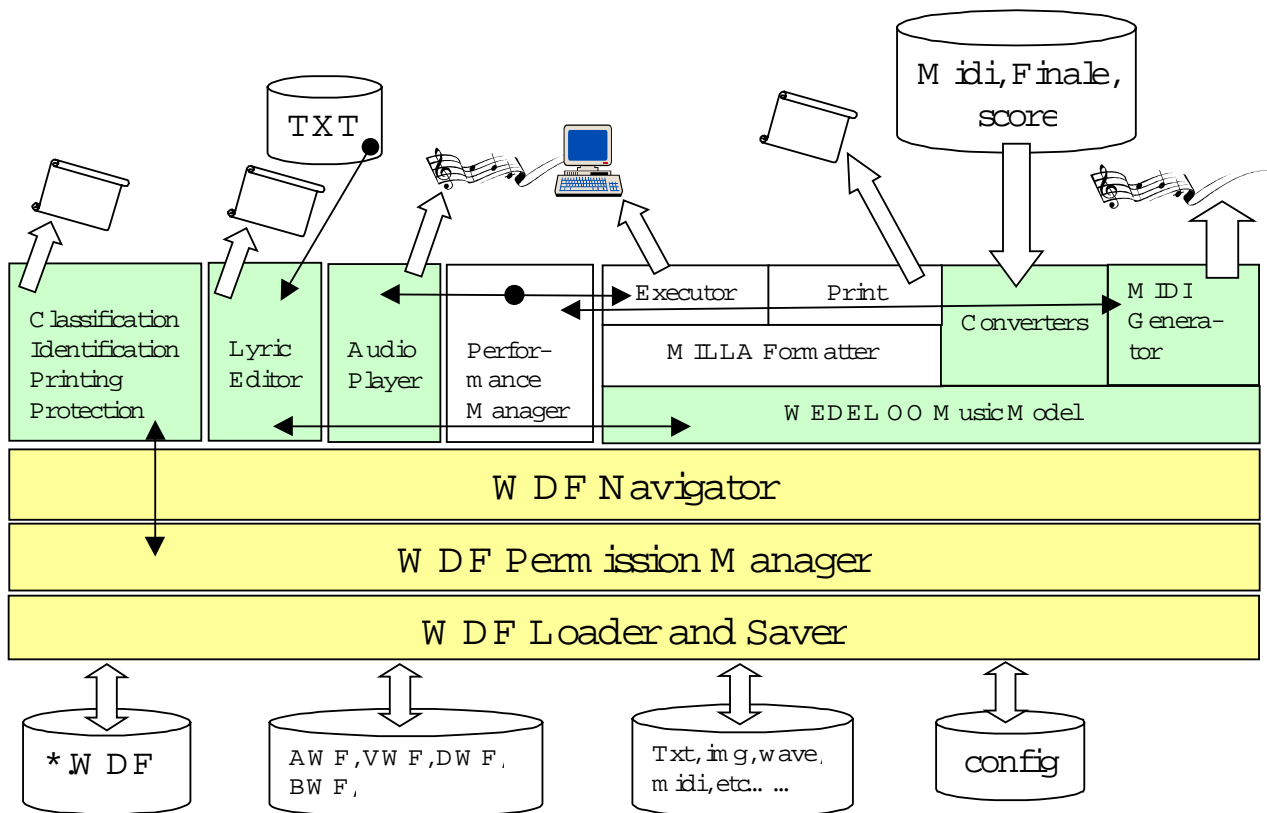 Midi, Finale,
score
TXT
Classification
Identification
Printing
Protection
Lyric
Editor
Audio
Player
Perfor-
mance
Manager
Executor
Print
MILLA Formatter
Converters
MIDI
Genera-
tor
WEDEL OO Music Model
WDF Navigator
WDF Permission Manager
WDF Loader and Saver
*.WDF
AWF, VWF, DWF,
BWF,
Txt, img, wave,
midi, etc... ...
config